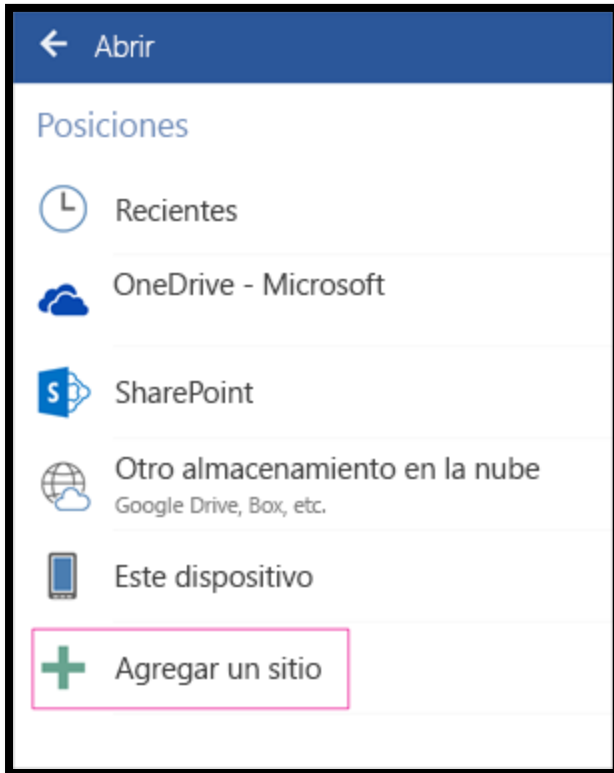 Abrir
Posiciones
Recientes
OneDrive - Microsoft
S
SharePoint
Otro almacenamiento en la nube
Google Drive, Box, etc.
Este dispositivo
Agregar un sitio